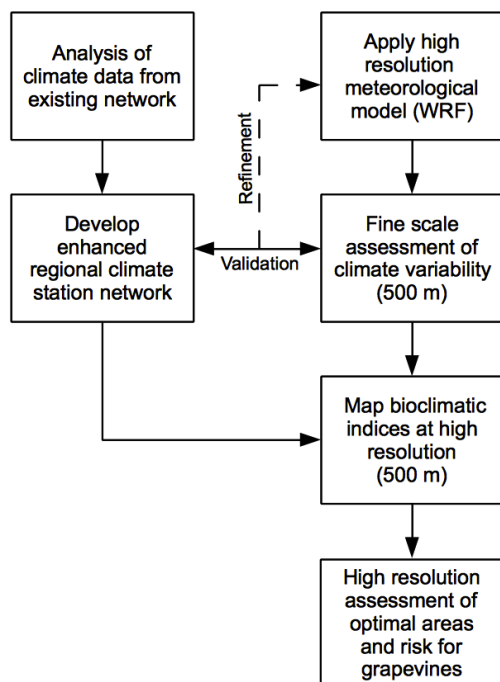 Analysis of
climate data from
existing network
Apply high
resolution
meteorological
model (WRF)
Refinement
Develop
enhanced
regional climate
station network
Validation
Fine scale
assessment of
climate variability
(500 m)
Map bioclimatic
indices at high
resolution
(500 m)
High resolution
assessment of
optimal areas
and risk for
grapevines